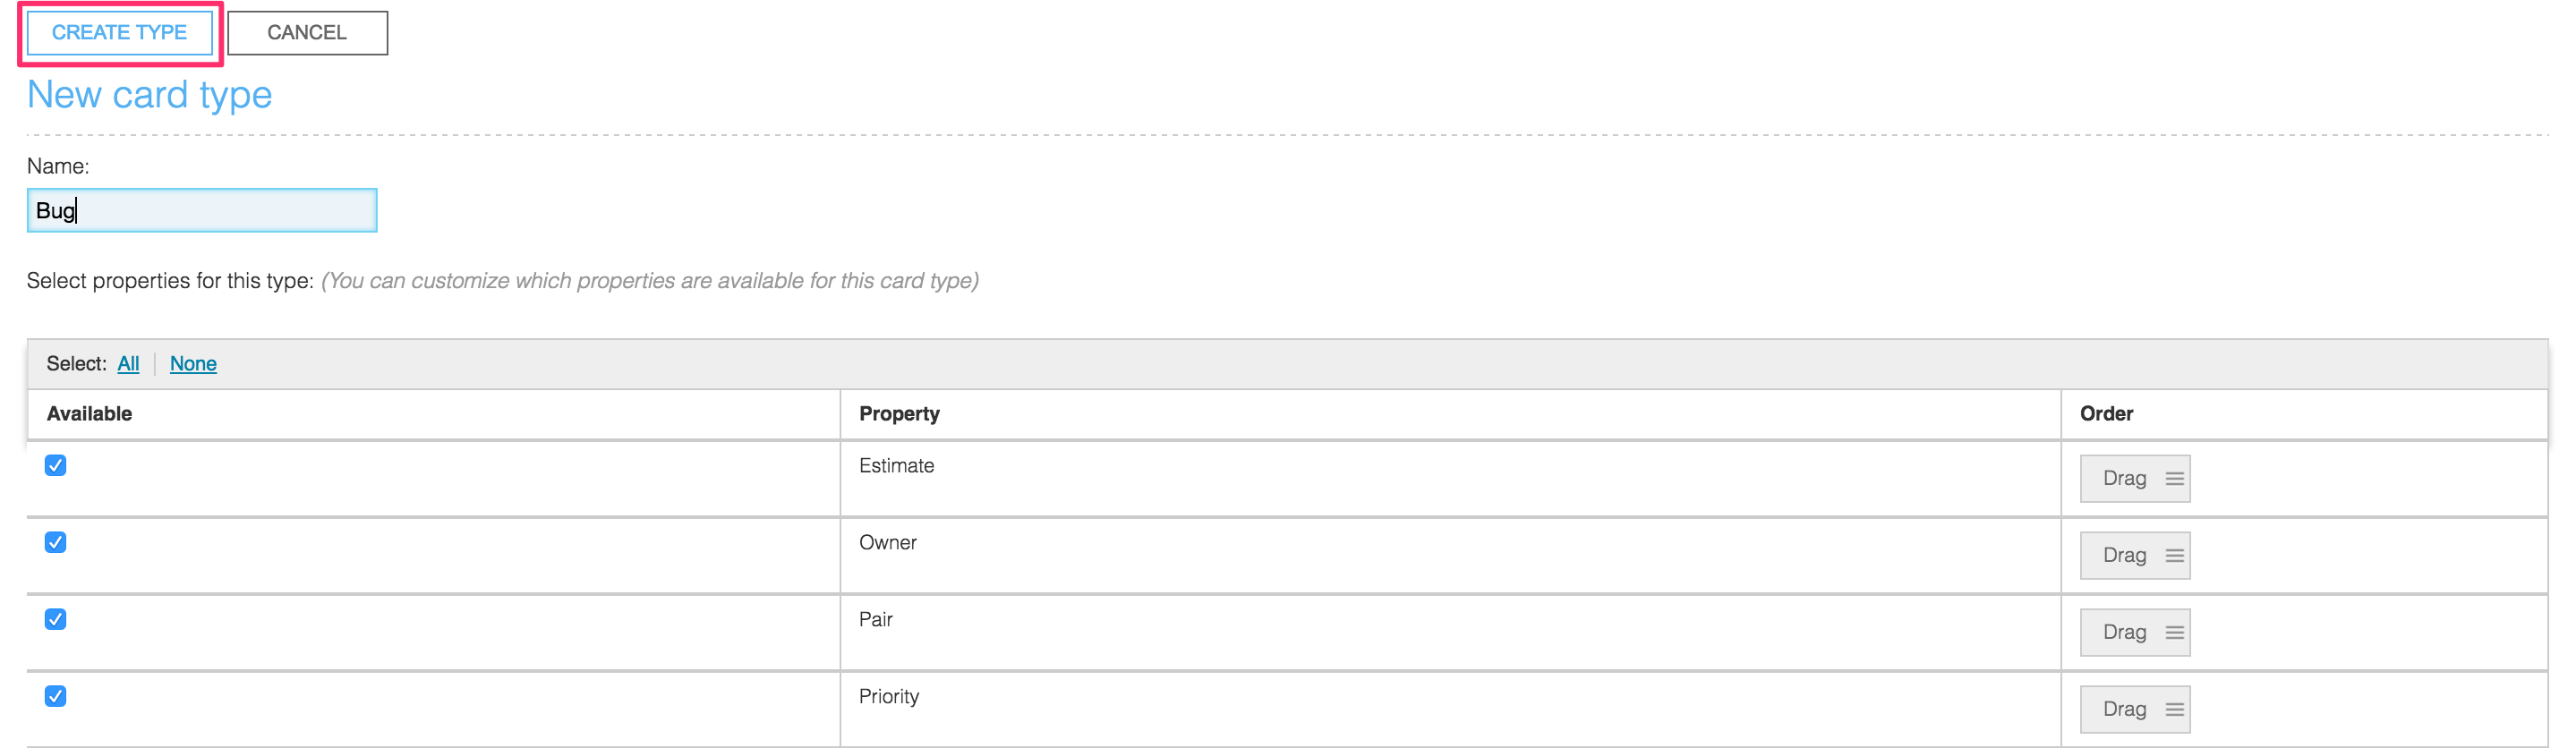 CREATE TYPE CANCEL
New card type
Name:
Bug
Select properties for this type: (You can customize which properties are available for this card type)
Select: All None
Available Property Order
Estimate Drag
Owner Drag
Pair Drag
Priority Drag